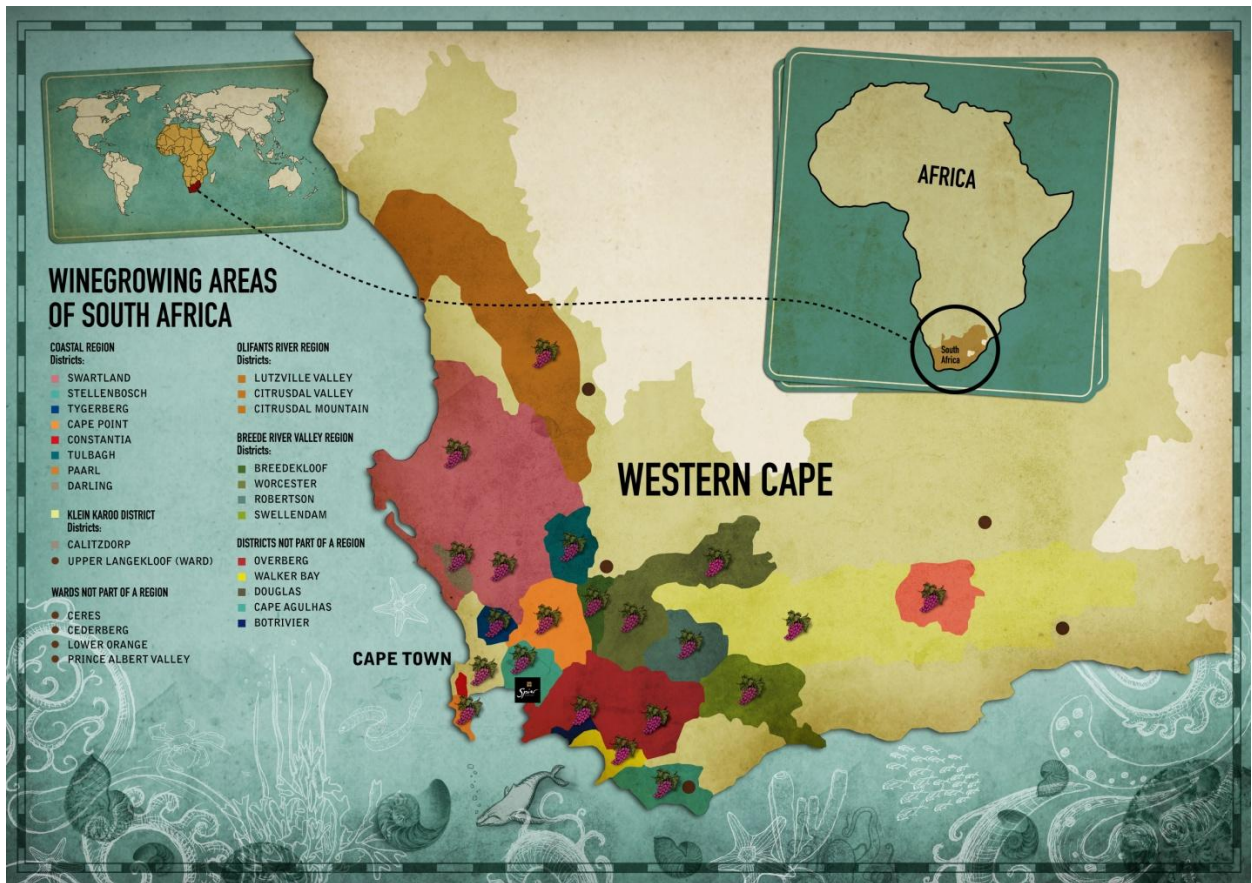 WINEGROWING AREAS
OF SOUTH AFRICA
COASTAL REGION
Districts:
SWARTLAND
STELLENBOSCH
TYGERBERG
CAPE POINT
CONSTANTIA
TULBAGH
PAARL
DARLING
KLEIN KAROO DISTRICT
Districts:
CALITZDORP
UPPER LANGEKLOOF (WARD)
WARDS NOT PART OF A REGION
CERES
CEDERBERG
LOWER ORANGE
PRINCE ALBERT VALLEY
OLIFANTS RIVER REGION
Districts:
LUTZVILLE VALLEY
CITRUSDAL VALLEY
CITRUSDAL MOUNTAIN
BREEDE RIVER VALLEY REGION
Districts:
BREEDEKLOOF
WORCESTER
ROBERTSON
SWELLENDAM
DISTRICTS NOT PART OF A REGION
OVERBERG
WALKER BAY
DOUGLAS
CAPE AGULHAS
BOTRIVIER
AFRICA
South
Africa
WESTERN CAPE
CAPE TOWN
Spier